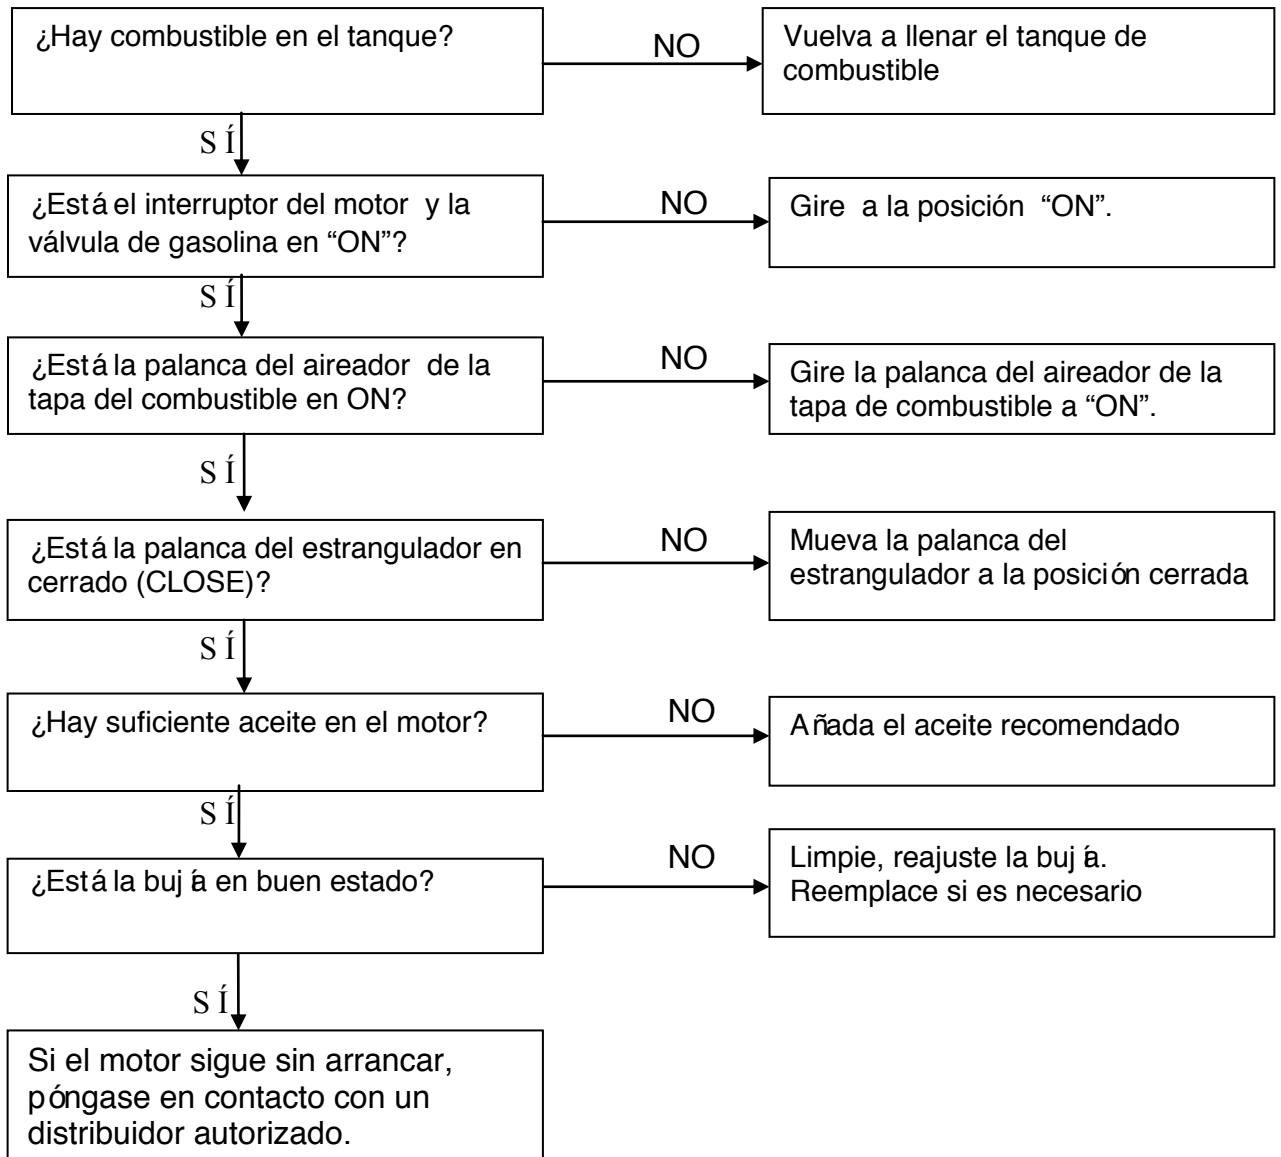 ¿Hay combustible en el tanque?
NO
Vuelva a llenar el tanque de
combustible
SÍ
¿Está el interruptor del motor y la
válvula de gasolina en “ON”?
NO
Gire a la posición “ON”.
SÍ
¿Está la palanca del aireador de la
tapa del combustible en ON?
NO
Gire la palanca del aireador de la
tapa de combustible a “ON”.
SÍ
¿Está la palanca del estrangulador en
cerrado (CLOSE)?
NO
Mueva la palanca del
estrangulador a la posición cerrada
SÍ
¿Hay suficiente aceite en el motor?
NO
Añada el aceite recomendado
SÍ
¿Está la bujía en buen estado?
NO
Limpie, reajuste la bujía.
Reemplace si es necesario
SÍ
Si el motor sigue sin arrancar,
póngase en contacto con un
distribuidor autorizado.